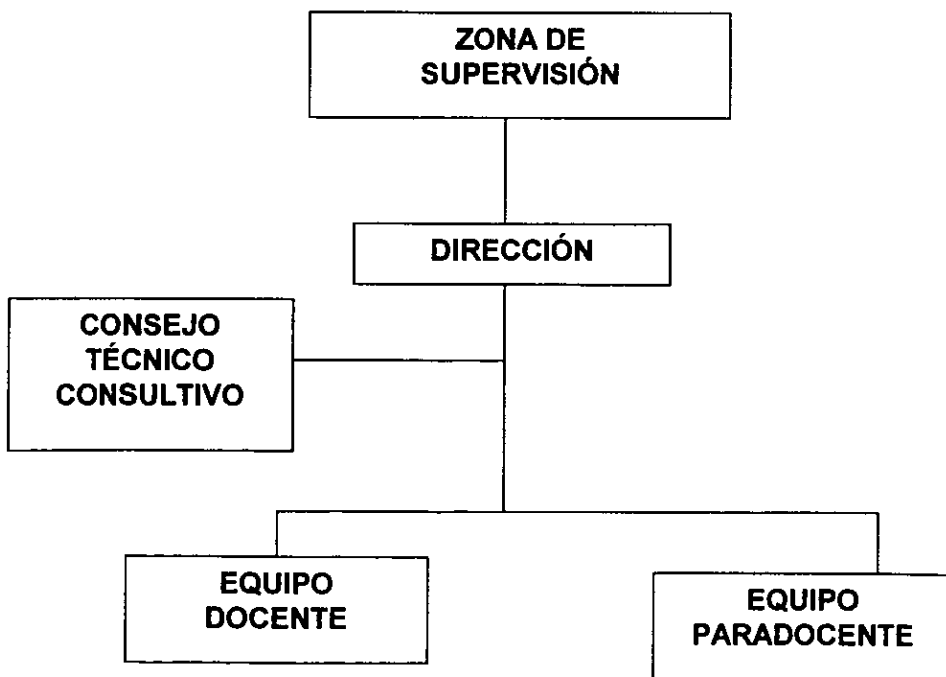 ZONA DE
SUPERVISIÓN
DIRECCIÓN
CONSEJO
TÉCNICO
CONSULTIVO
EQUIPO
DOCENTE
EQUIPO
PARADOCENTE